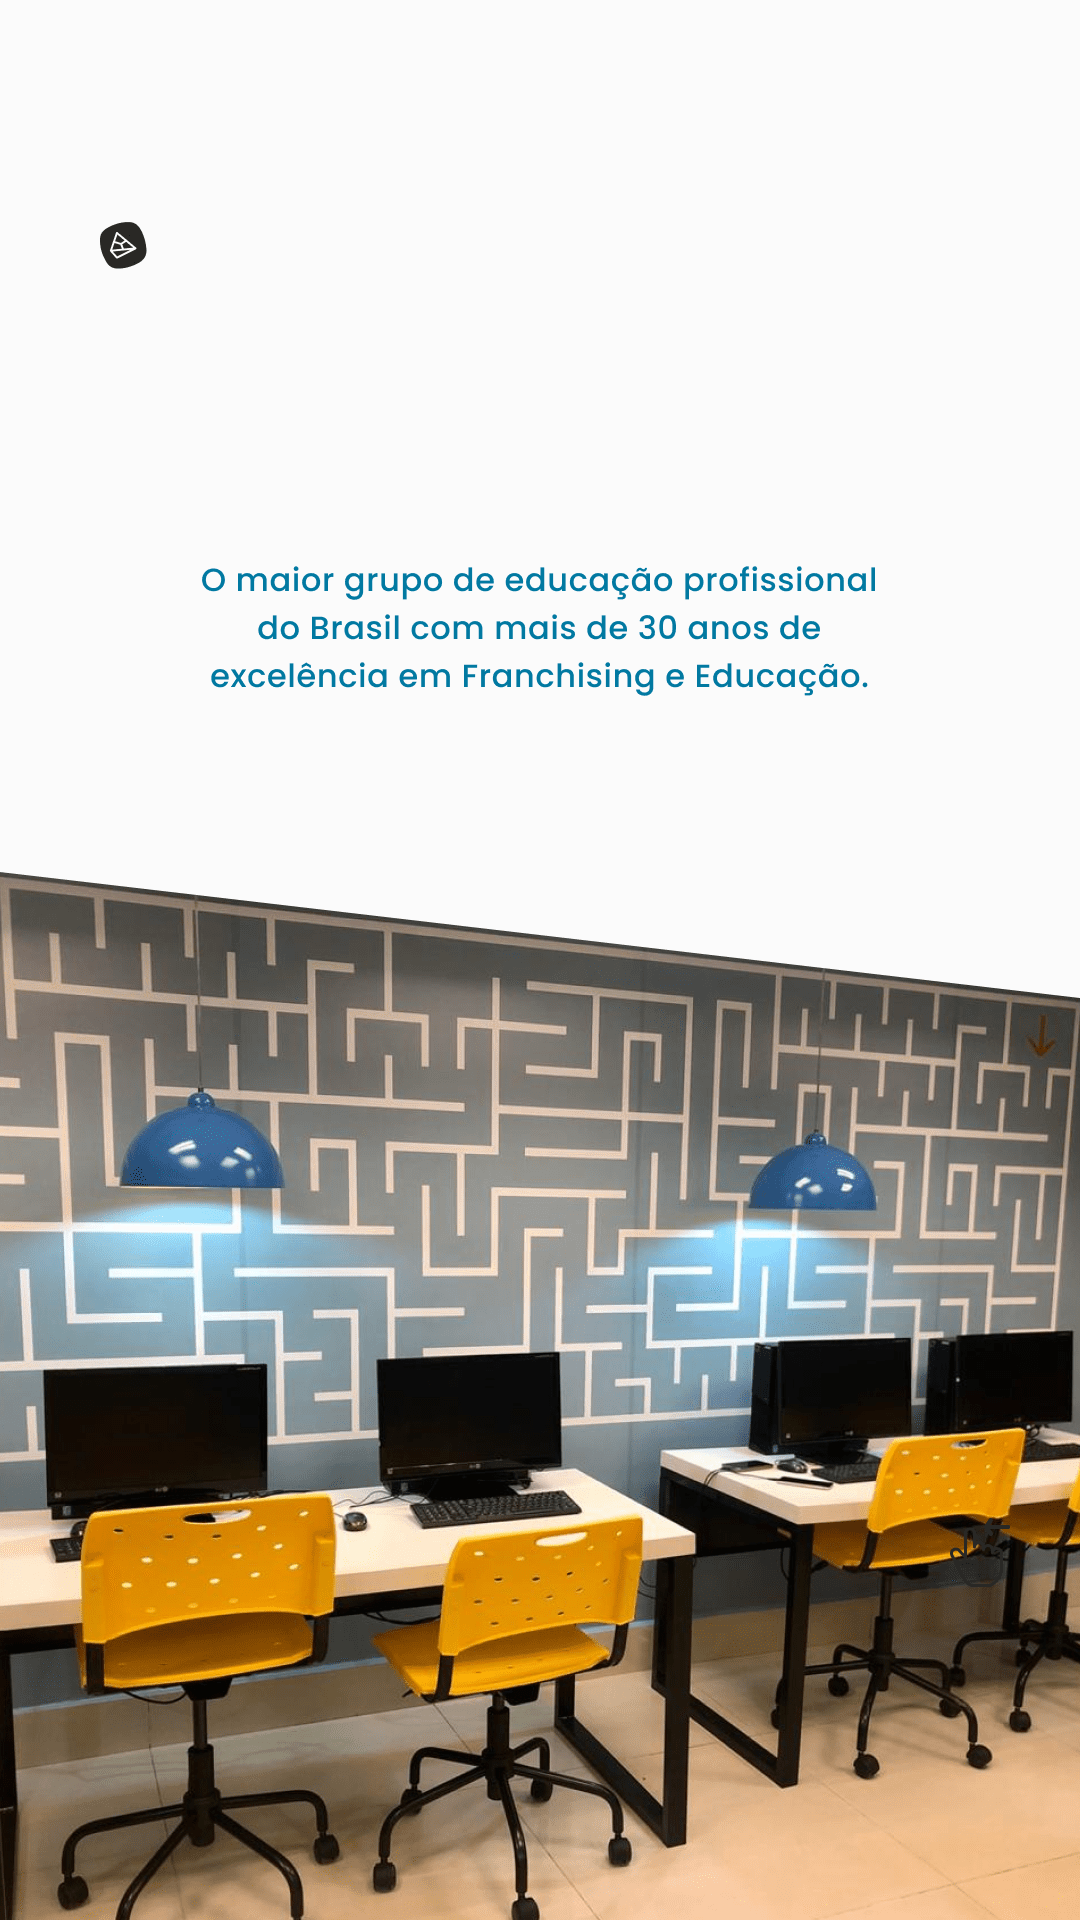 O maior grupo de educação profissional
do Brasil com mais de 30 anos de
excelência em Franchising e Educação.